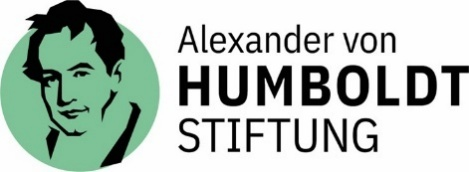 Alexander von
HUMBOLDT
STIFTUNG